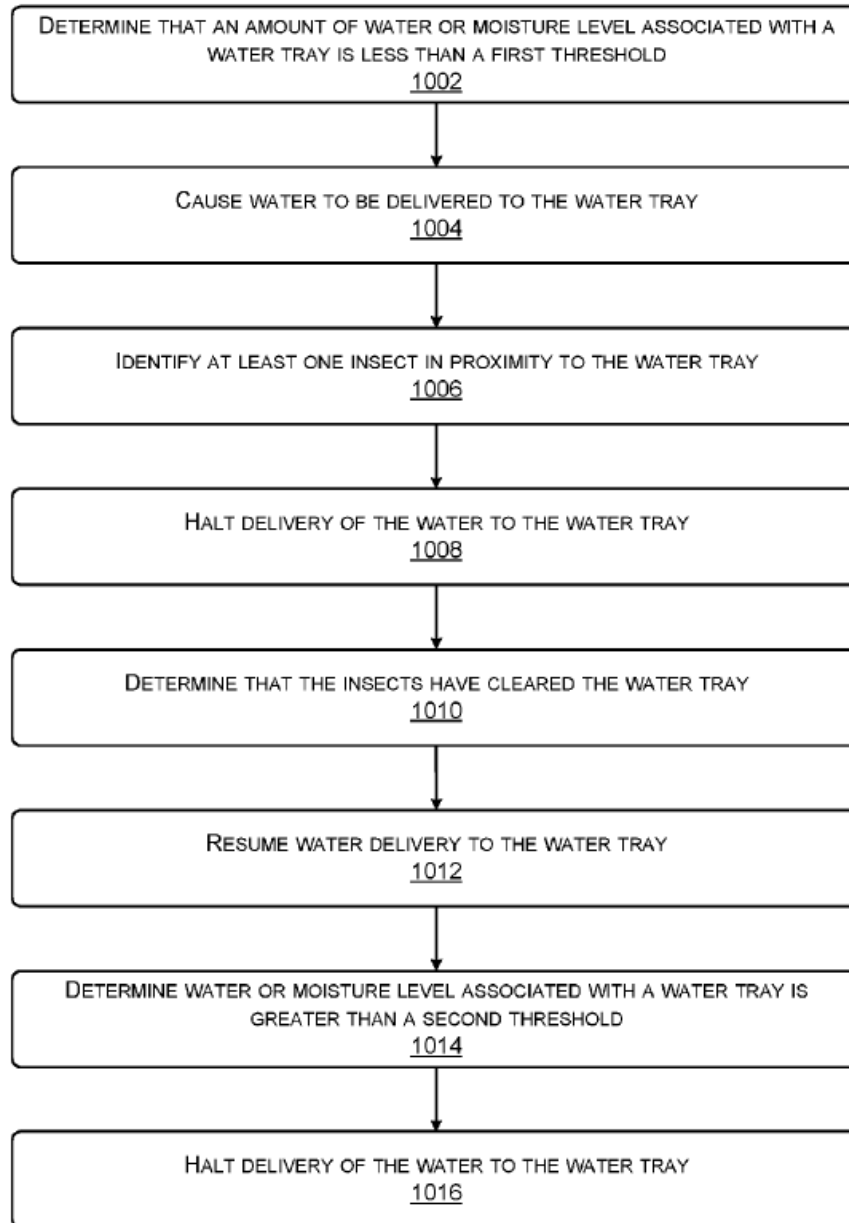 DETERMINE THAT AN AMOUNT OF WATER OR MOISTURE LEVEL ASSOCIATED WITH A
WATER TRAY IS LESS THAN A FIRST THRESHOLD
1002
CAUSE WATER TO BE DELIVERED TO THE WATER TRAY
1004
IDENTIFY AT LEAST ONE INSECT IN PROXIMITY TO THE WATER TRAY
1006
HALT DELIVERY OF THE WATER TO THE WATER TRAY
1008
DETERMINE THAT THE INSECTS HAVE CLEARED THE WATER TRAY
1010
RESUME WATER DELIVERY TO THE WATER TRAY
1012
DETERMINE WATER OR MOISTURE LEVEL ASSOCIATED WITH A WATER TRAY IS
GREATER THAN A SECOND THRESHOLD
1014
HALT DELIVERY OF THE WATER TO THE WATER TRAY
1016